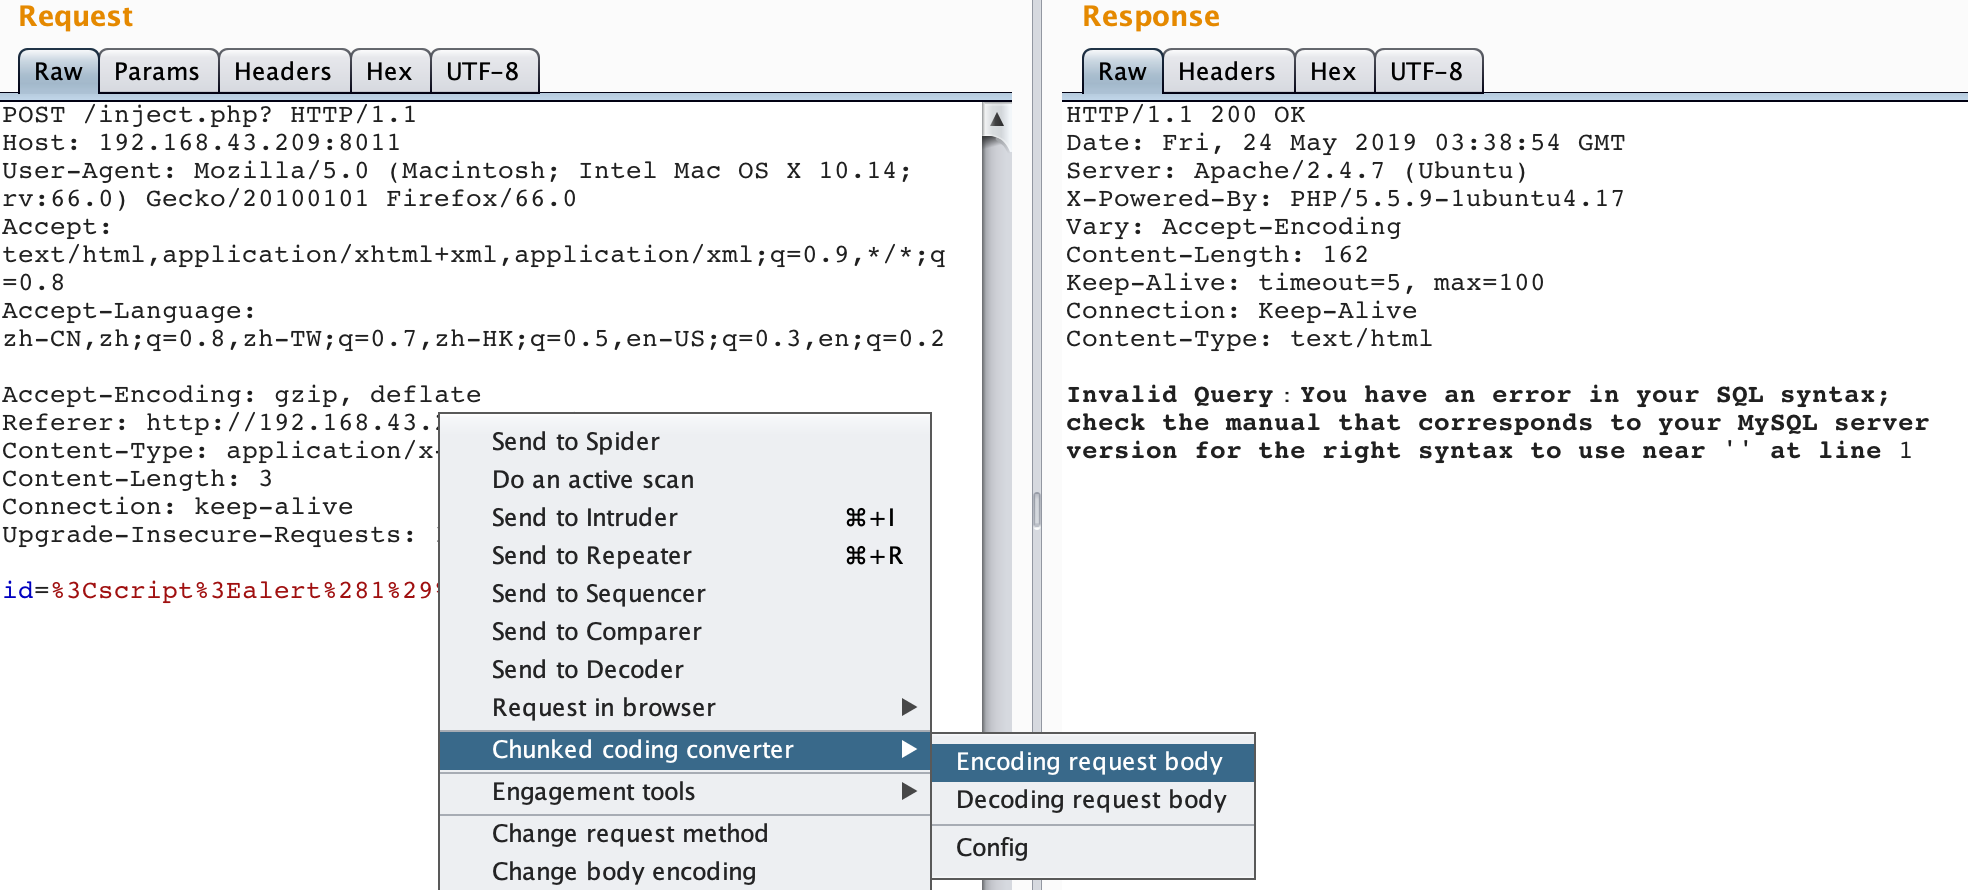 Request
Raw Params Headers Hex UTF-8
POST /inject.php? HTTP/1.1
Host: 192.168.43.209:8011
User-Agent: Mozilla/5.0 (Macintosh; Intel Mac OS X 10.14;
rv:66.0) Gecko/20100101 Firefox/66.0
Accept:
text/html,application/xhtml+xml,application/xml;q=0.9,*/*;q
=0.8
Accept-Language:
zh-CN,zh;q=0.8,zh-TW;q=0.7,zh-HK;q=0.5,en-US;q=0.3,en;q=0.2
Accept-Encoding: gzip, deflate
Referer: http://192.168.43.
Content-Type: application/x-
Content-Length: 3
Connection: keep-alive
Upgrade-Insecure-Requests:
id=%3Cscript%3Ealert%281%29
Send to Spider
Do an active scan
Send to Intruder ⌘+I
Send to Repeater ⌘+R
Send to Sequencer
Send to Comparer
Send to Decoder
Request in browser
Chunked coding converter
Engagement tools
Change request method
Change body encoding
Encoding request body
Decoding request body
Config
Response
Raw Headers Hex UTF-8
HTTP/1.1 200 OK
Date: Fri, 24 May 2019 03:38:54 GMT
Server: Apache/2.4.7 (Ubuntu)
X-Powered-By: PHP/5.5.9-1ubuntu4.17
Vary: Accept-Encoding
Content-Length: 162
Keep-Alive: timeout=5, max=100
Connection: Keep-Alive
Content-Type: text/html
Invalid Query：You have an error in your SQL syntax;
check the manual that corresponds to your MySQL server
version for the right syntax to use near '' at line 1